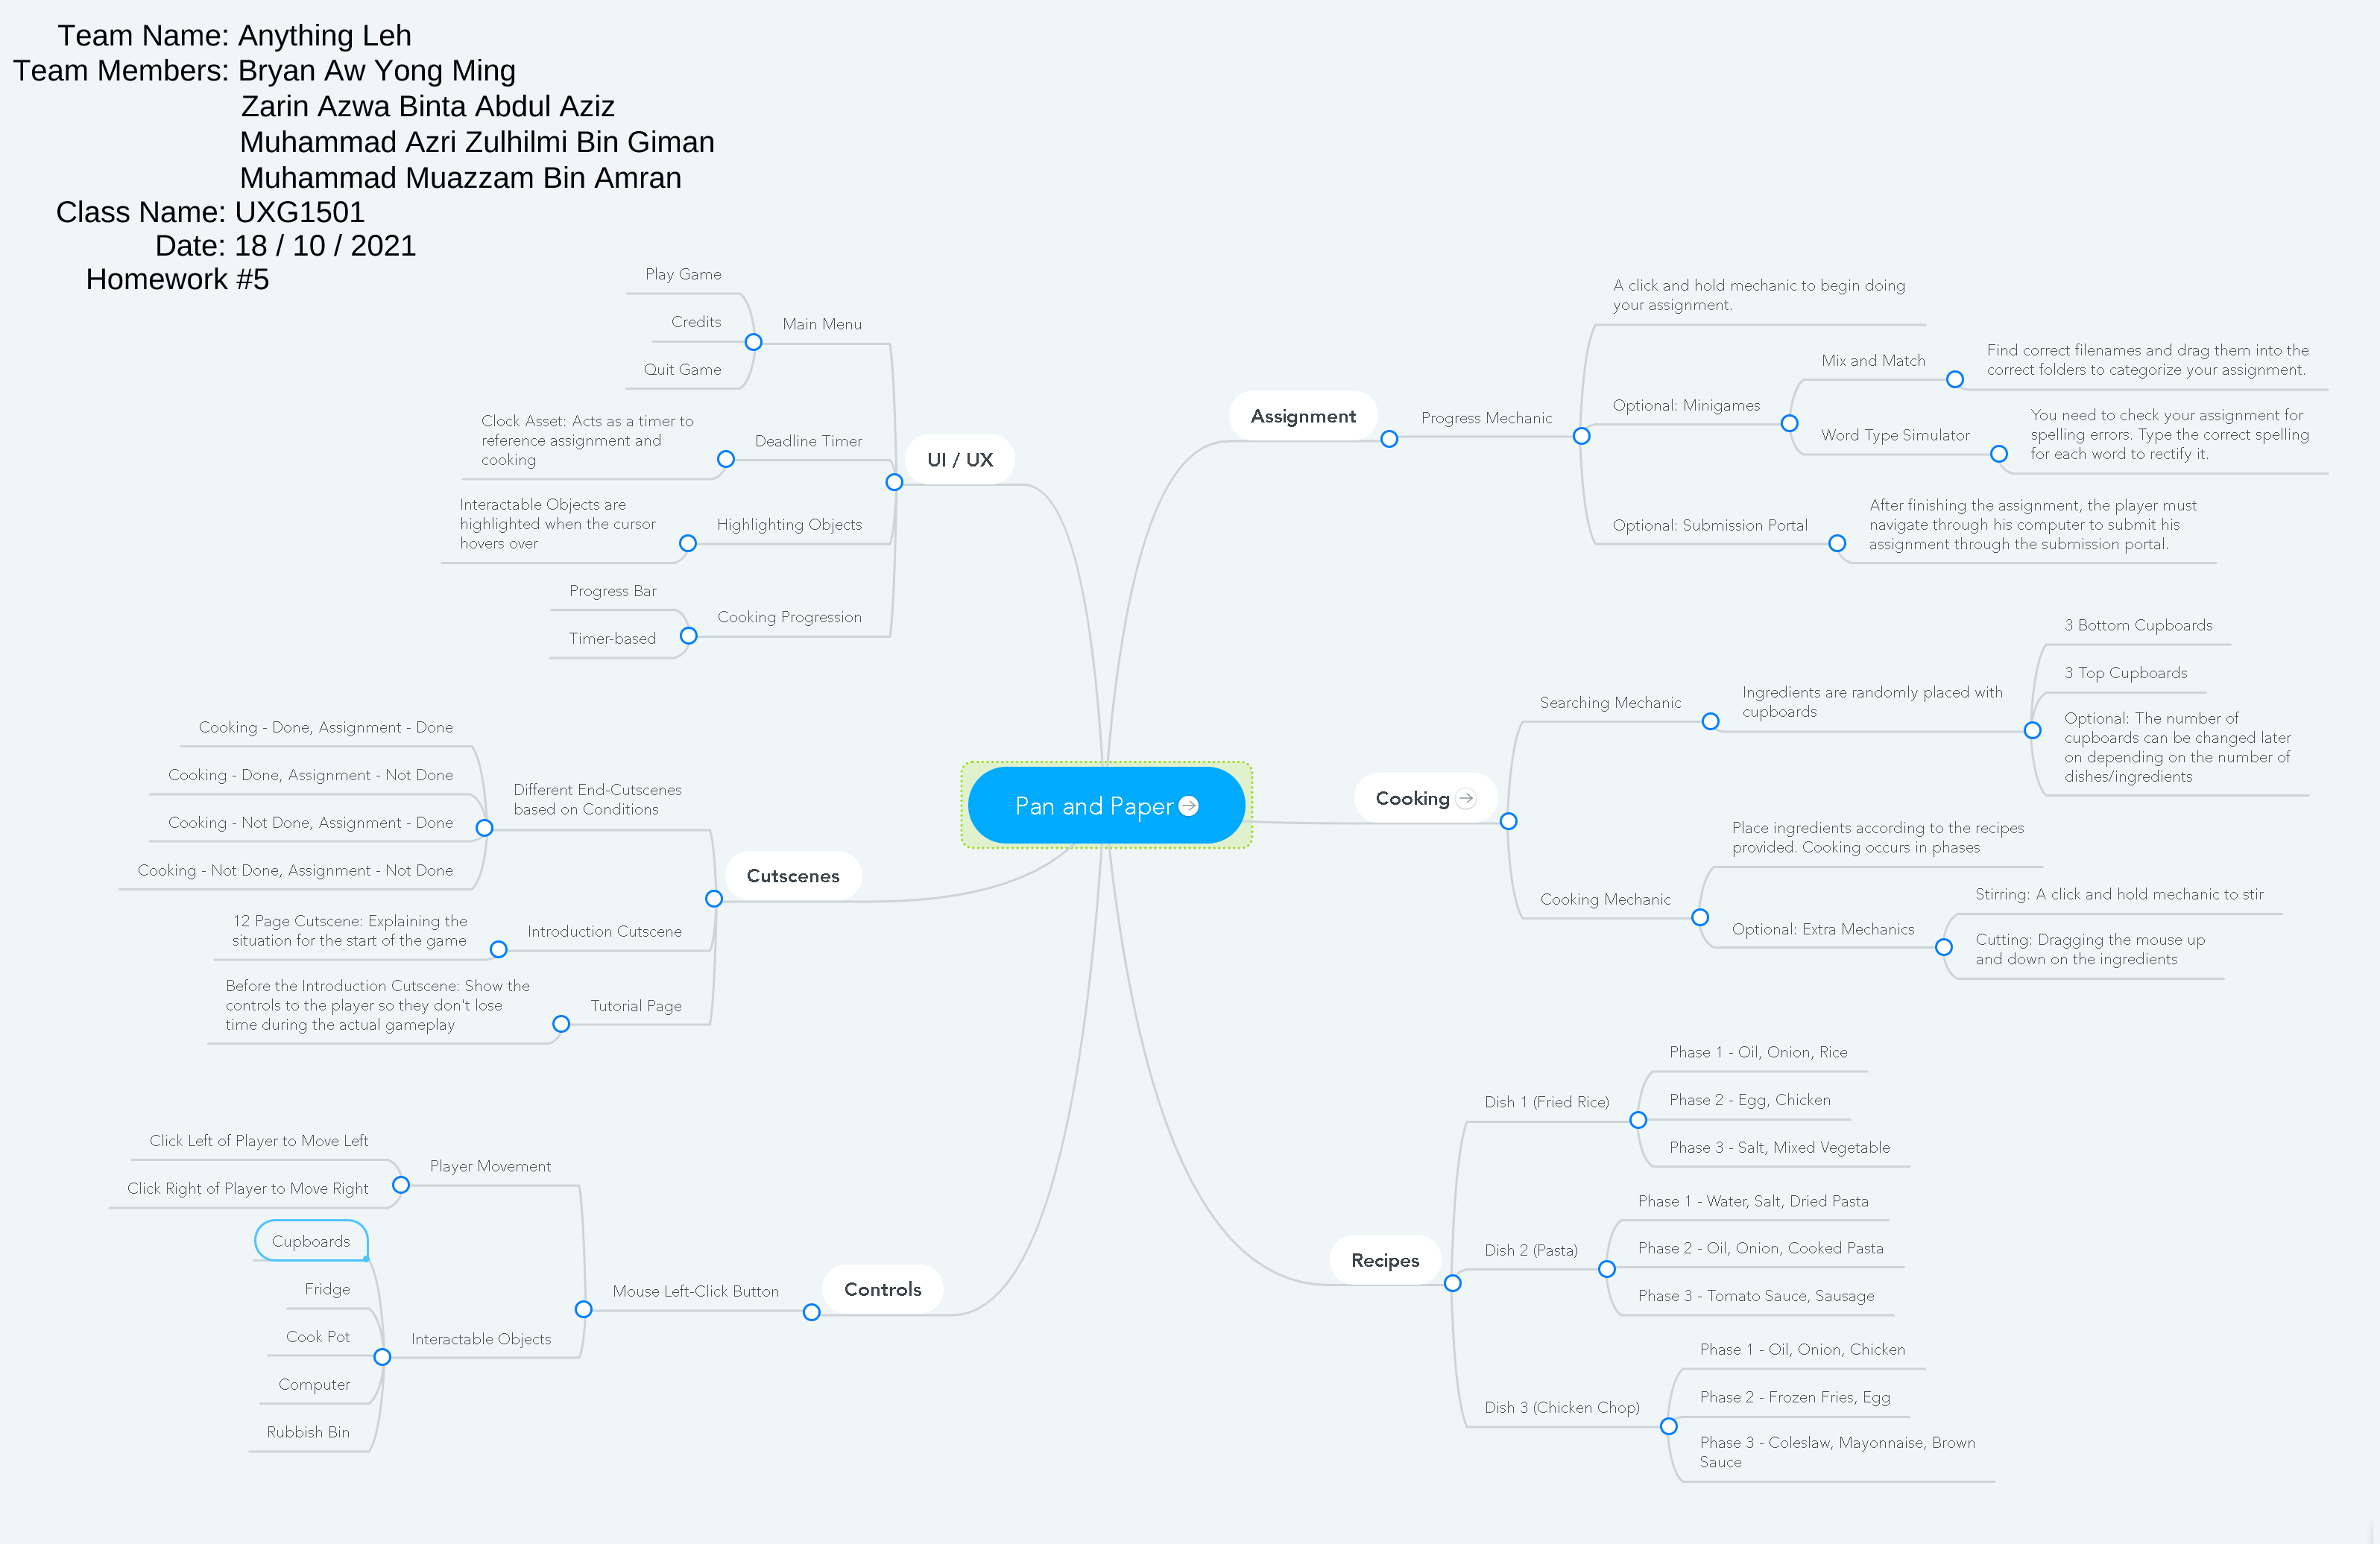 Team Name: Anything Leh
Team Members: Bryan Aw Yong Ming
Zarin Azwa Binta Abdul Aziz
Muhammad Azri Zulhilmi Bin Giman
Muhammad Muazzam Bin Amran
Class Name: UXG1501
Date: 18 / 10 / 2021
Homework #5
Pan and Paper
UI / UX
Main Menu
Play Game
Credits
Quit Game
Deadline Timer
Clock Asset: Acts as a timer to
reference assignment and
cooking
Highlighting Objects
Interactable Objects are
highlighted when the cursor
hovers over
Cooking Progression
Progress Bar
Timer-based
Cutscenes
Different End-Cutscenes
based on Conditions
Cooking - Done, Assignment - Done
Cooking - Done, Assignment - Not Done
Cooking - Not Done, Assignment - Done
Cooking - Not Done, Assignment - Not Done
Introduction Cutscene
12 Page Cutscene: Explaining the
situation for the start of the game
Tutorial Page
Before the Introduction Cutscene: Show the
controls to the player so they don't lose
time during the actual gameplay
Controls
Mouse Left-Click Button
Player Movement
Click Left of Player to Move Left
Click Right of Player to Move Right
Interactable Objects
Cupboards
Fridge
Cook Pot
Computer
Rubbish Bin
Assignment
Progress Mechanic
A click and hold mechanic to begin doing
your assignment.
Optional: Minigames
Mix and Match
Find correct filenames and drag them into the
correct folders to categorize your assignment.
Word Type Simulator
You need to check your assignment for
spelling errors. Type the correct spelling
for each word to rectify it.
Optional: Submission Portal
After finishing the assignment, the player must
navigate through his computer to submit his
assignment through the submission portal.
Cooking
Searching Mechanic
Ingredients are randomly placed with
cupboards
3 Bottom Cupboards
3 Top Cupboards
Optional: The number of
cupboards can be changed later
on depending on the number of
dishes/ingredients
Cooking Mechanic
Place ingredients according to the recipes
provided. Cooking occurs in phases
Optional: Extra Mechanics
Stirring: A click and hold mechanic to stir
Cutting: Dragging the mouse up
and down on the ingredients
Recipes
Dish 1 (Fried Rice)
Phase 1 - Oil, Onion, Rice
Phase 2 - Egg, Chicken
Phase 3 - Salt, Mixed Vegetable
Dish 2 (Pasta)
Phase 1 - Water, Salt, Dried Pasta
Phase 2 - Oil, Onion, Cooked Pasta
Phase 3 - Tomato Sauce, Sausage
Dish 3 (Chicken Chop)
Phase 1 - Oil, Onion, Chicken
Phase 2 - Frozen Fries, Egg
Phase 3 - Coleslaw, Mayonnaise, Brown
Sauce